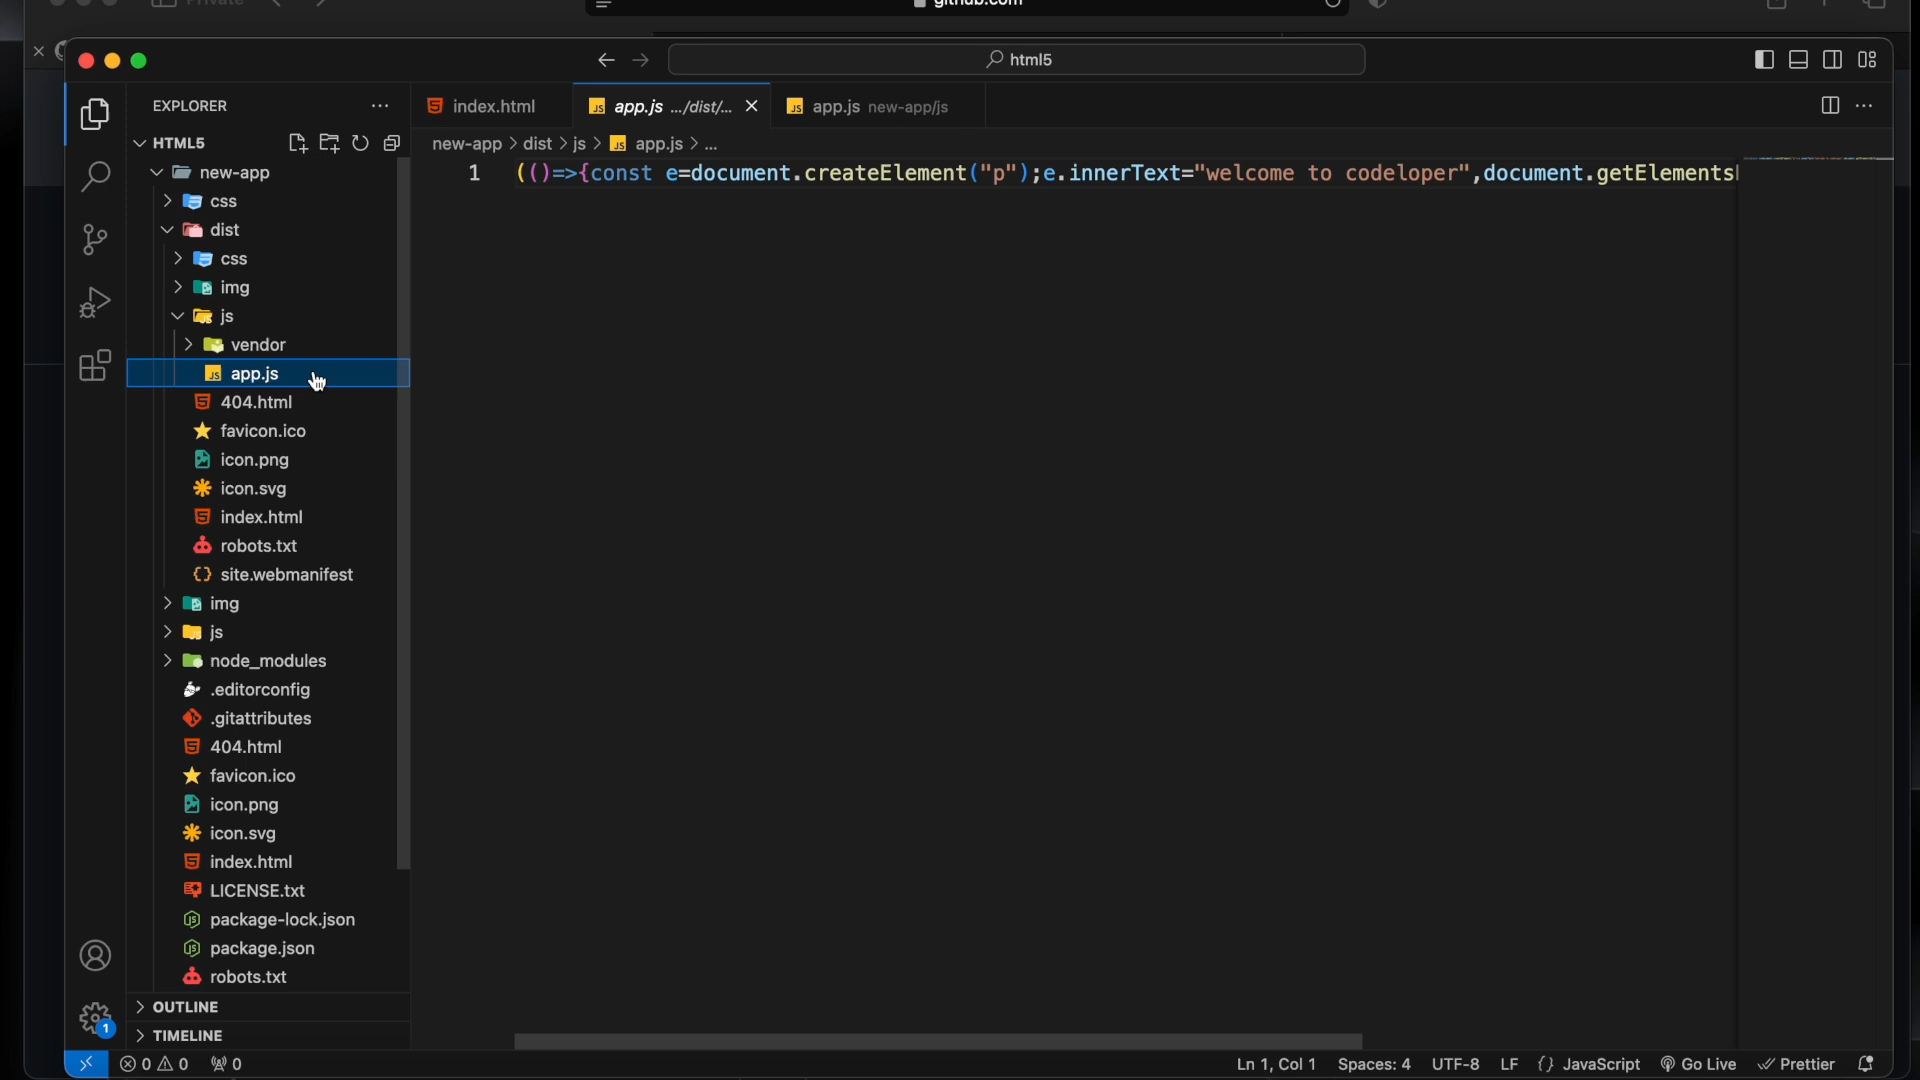 Private
github.com
html5
EXPLORER
index.html
app.js .../dist/...
app.js new-app/js
HTML5
new-app > dist > js > app.js > ...
new-app
1 (()=>{const e=document.createElement("p");e.innerText="welcome to codeloper",document.getElements
css
dist
css
img
js
vendor
app.js
404.html
favicon.ico
icon.png
icon.svg
index.html
robots.txt
site.webmanifest
img
js
node_modules
.editorconfig
.gitattributes
404.html
favicon.ico
icon.png
icon.svg
index.html
LICENSE.txt
package-lock.json
package.json
robots.txt
OUTLINE
1
TIMELINE
0 0 0
Ln 1, Col 1 Spaces: 4 UTF-8 LF {} JavaScript Go Live Prettier